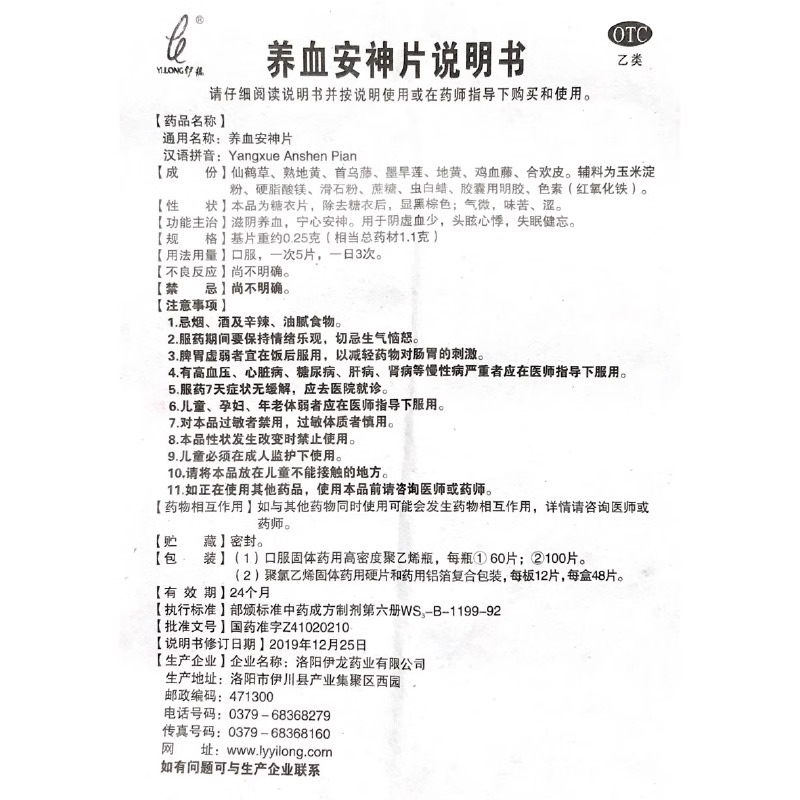 YILONG伊龙®
养血安神片说明书
OTC
乙类
请仔细阅读说明书并按说明使用或在药师指导下购买和使用。
【药品名称】
通用名称：养血安神片
汉语拼音：Yangxue Anshen Pian
【成 份】仙鹤草、熟地黄、首乌藤、墨旱莲、地黄、鸡血藤、合欢皮。辅料为玉米淀
粉、硬脂酸镁、滑石粉、蔗糖、虫白蜡、胶囊用明胶、色素（红氧化铁）。
【性 状】本品为糖衣片，除去糖衣后，显黑棕色；气微，味苦、涩。
【功能主治】滋阴养血，宁心安神。用于阴虚血少，头眩心悸，失眠健忘。
【规 格】基片重约0.25克（相当总药材1.1克）
【用法用量】口服，一次5片，一日3次。
【不良反应】尚不明确。
【禁 忌】尚不明确。
【注意事项】
1.忌烟、酒及辛辣、油腻食物。
2.服药期间要保持情绪乐观，切忌生气恼怒。
3.脾胃虚弱者宜在饭后服用，以减轻药物对肠胃的刺激。
4.有高血压、心脏病、糖尿病、肝病、肾病等慢性病严重者应在医师指导下服用。
5.服药7天症状无缓解，应去医院就诊。
6.儿童、孕妇、年老体弱者应在医师指导下服用。
7.对本品过敏者禁用，过敏体质者慎用。
8.本品性状发生改变时禁止使用。
9.儿童必须在成人监护下使用。
10.请将本品放在儿童不能接触的地方。
11.如正在使用其他药品，使用本品前请咨询医师或药师。
【药物相互作用】如与其他药物同时使用可能会发生药物相互作用，详情请咨询医师或
药师。
【贮 藏】密封。
【包 装】（1）口服固体药用高密度聚乙烯瓶，每瓶①60片；②100片。
（2）聚氯乙烯固体药用硬片和药用铝箔复合包装，每板12片，每盒48片。
【有 效 期】24个月
【执行标准】部颁标准中药成方制剂第六册WS₃-B-1199-92
【批准文号】国药准字Z41020210
【说明书修订日期】2019年12月25日
【生产企业】企业名称：洛阳伊龙药业有限公司
生产地址：洛阳市伊川县产业集聚区西园
邮政编码：471300
电话号码：0379-68368279
传真号码：0379-68368160
网 址：www.lyyilong.com
如有问题可与生产企业联系